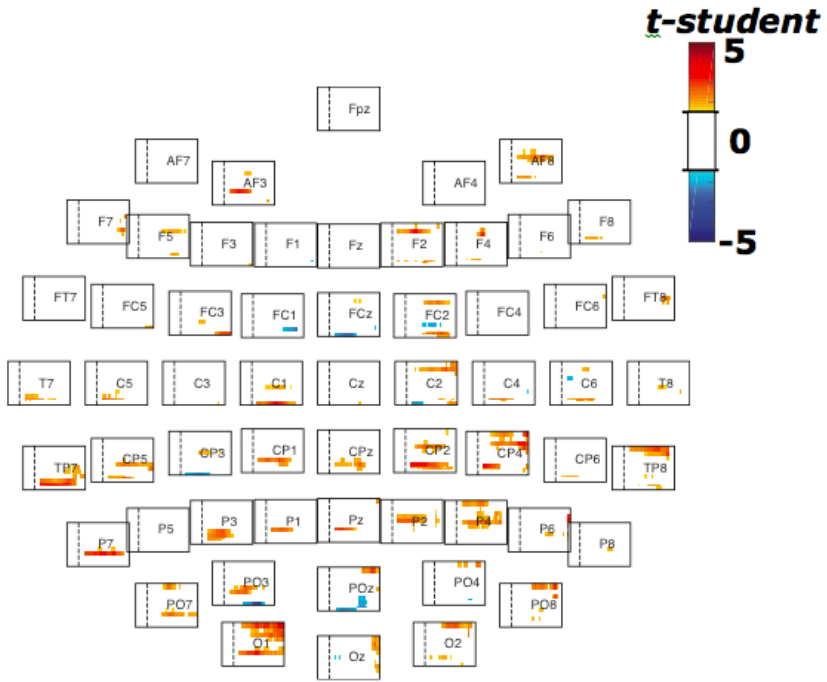 t-student
5
0
-5
Fpz
AF7
AF3
AF4
AF8
F7
F5
F3
F1
Fz
F2
F4
F6
F8
FT7
FC5
FC3
FC1
FCz
FC2
FC4
FC6
FT8
T7
C5
C3
C1
Cz
C2
C4
C6
T8
TP7
CP5
CP3
CP1
CPz
CP2
CP4
CP6
TP8
P7
P5
P3
P1
Pz
P2
P4
P6
P8
PO7
PO3
POz
PO4
PO8
O1
Oz
O2